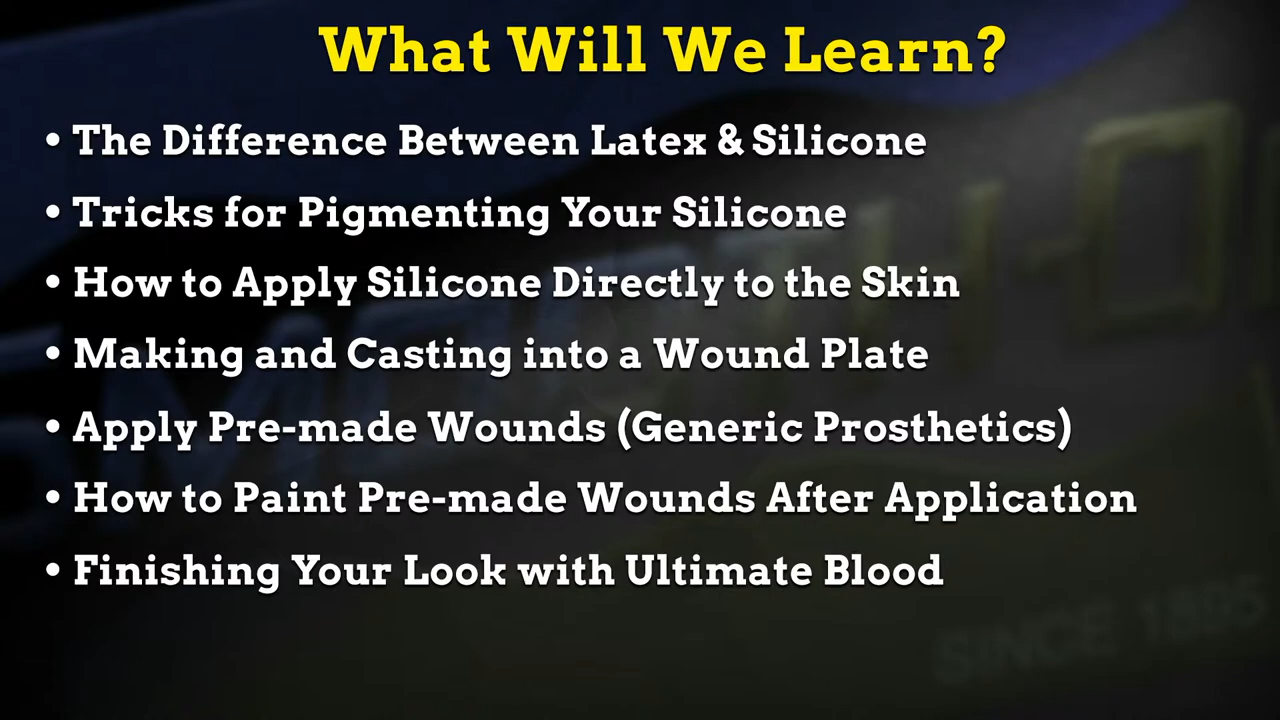 What Will We Learn?
• The Difference Between Latex & Silicone
• Tricks for Pigmenting Your Silicone
• How to Apply Silicone Directly to the Skin
• Making and Casting into a Wound Plate
• Apply Pre-made Wounds (Generic Prosthetics)
• How to Paint Pre-made Wounds After Application
• Finishing Your Look with Ultimate Blood
SINCE 1895